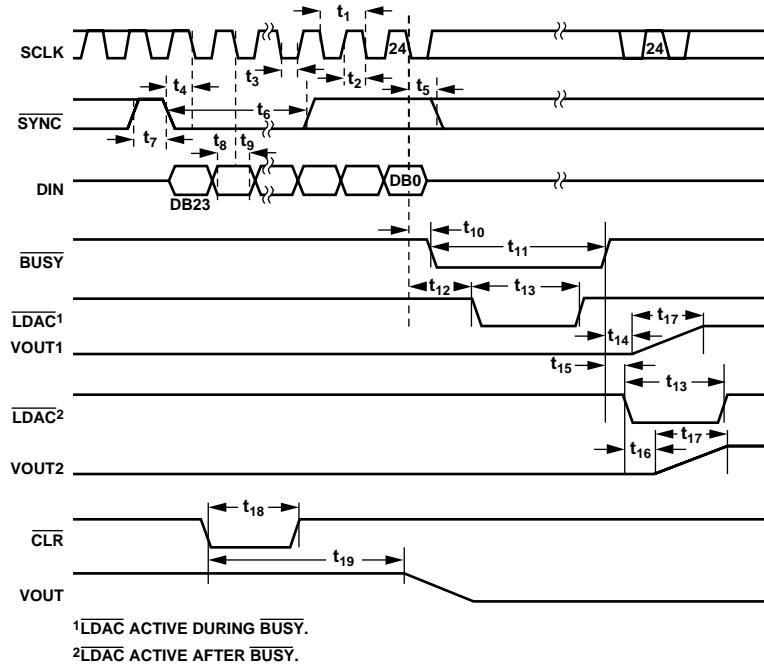 t1
SCLK
24
24
t3
t2
t4
t5
t6
SYNC
t7
t8
t9
DIN
DB23
DB0
t10
t11
BUSY
t12
t13
LDAC1
t17
t14
VOUT1
t15
t13
LDAC2
t17
t16
VOUT2
t18
CLR
t19
VOUT
1LDAC ACTIVE DURING BUSY.
2LDAC ACTIVE AFTER BUSY.